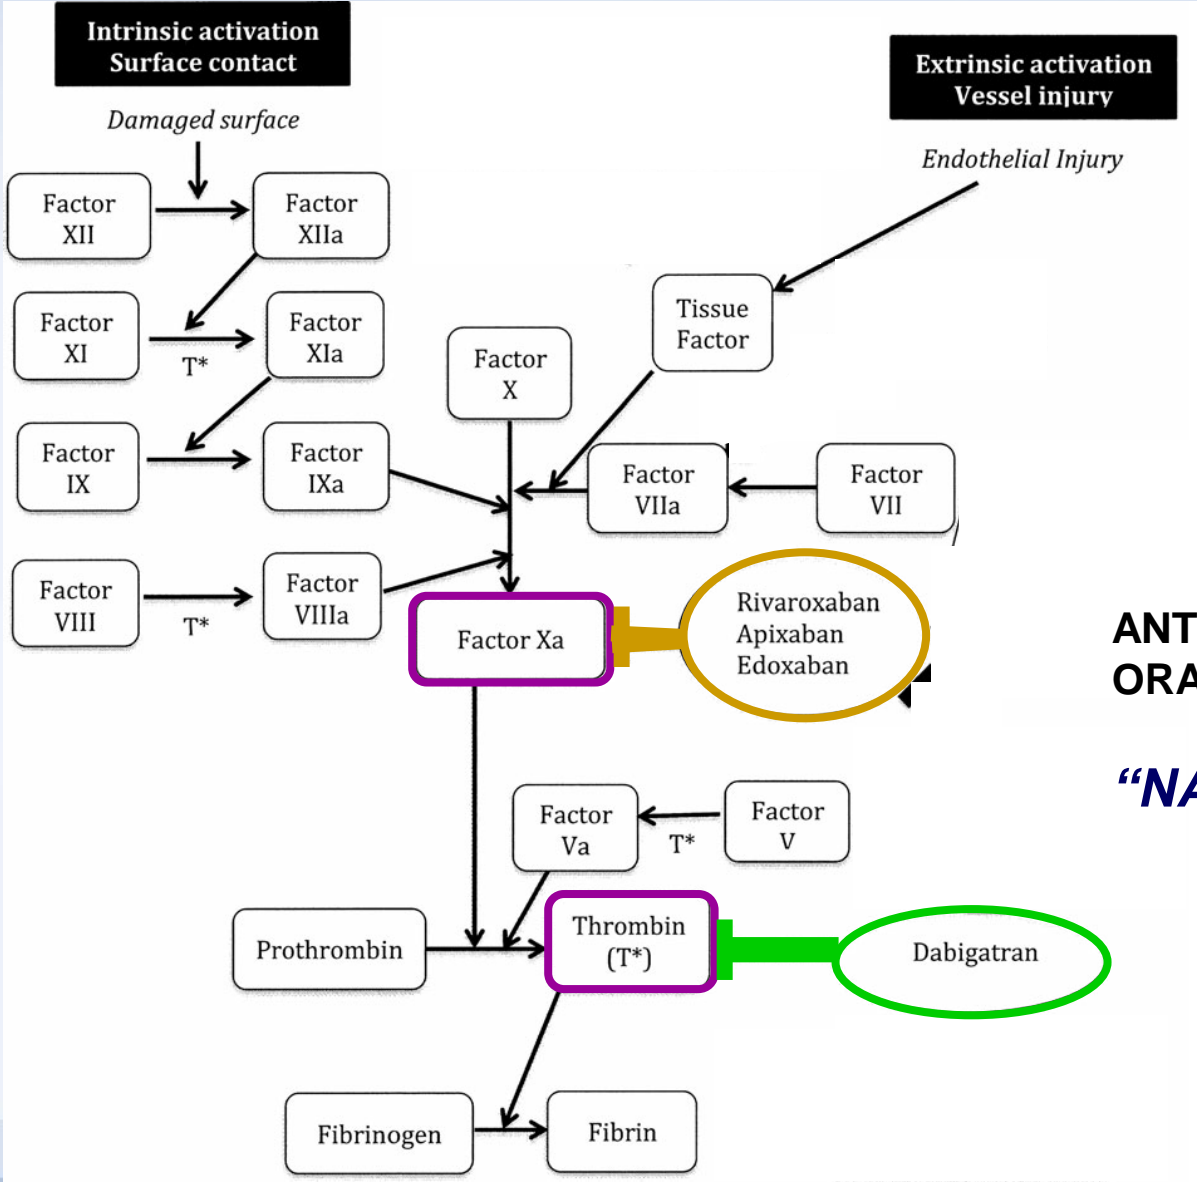 Intrinsic activation
Surface contact
Extrinsic activation
Vessel injury
Damaged surface
Endothelial Injury
Factor
XII
Factor
XIIa
Factor
XI
T*
Factor
XIa
Factor
X
Tissue
Factor
Factor
IX
Factor
IXa
Factor
VIIa
Factor
VII
Factor
VIII
T*
Factor
VIIIa
Factor Xa
Rivaroxaban
Apixaban
Edoxaban
ANT
ORA
“NA
Factor
Va
T*
Factor
V
Prothrombin
Thrombin
(T*)
Dabigatran
Fibrinogen
Fibrin